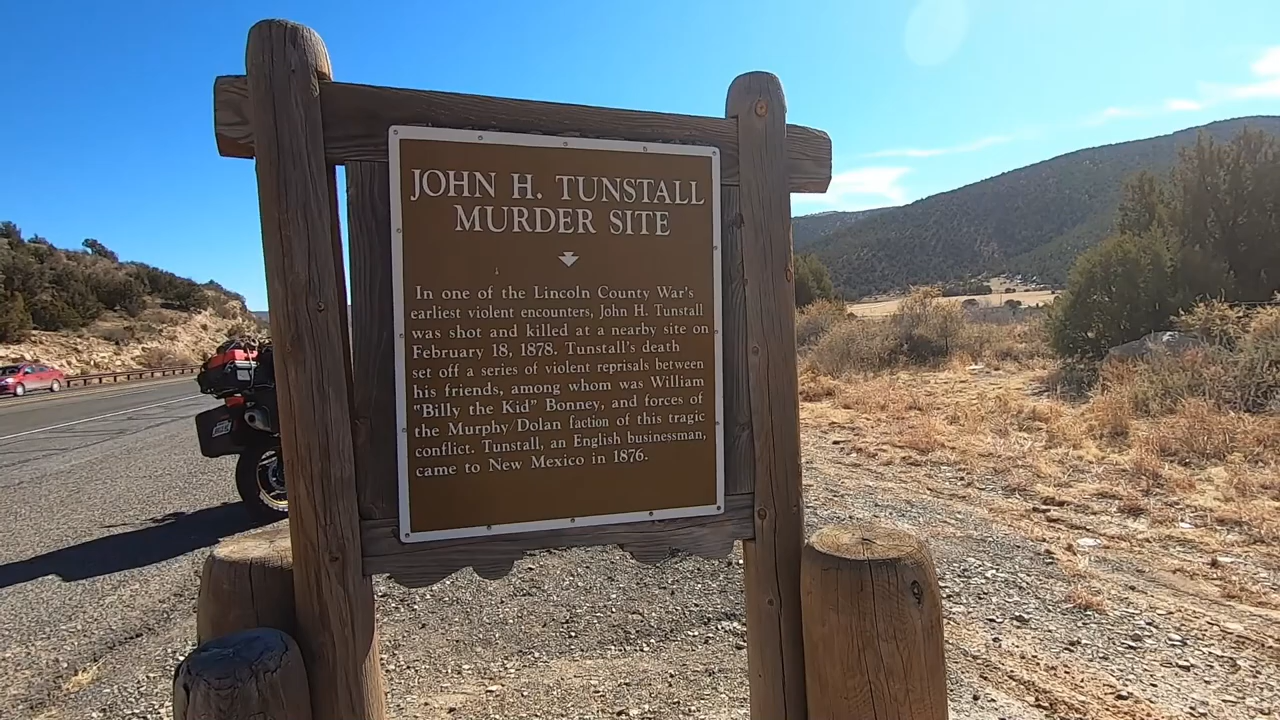 JOHN H. TUNSTALL
MURDER SITE
In one of the Lincoln County War's
earliest violent encounters, John H. Tunstall
was shot and killed at a nearby site on
February 18, 1878. Tunstall's death
set off a series of violent reprisals between
his friends, among whom was William
"Billy the Kid" Bonney, and forces of
the Murphy/Dolan faction of this tragic
conflict. Tunstall, an English businessman,
came to New Mexico in 1876.